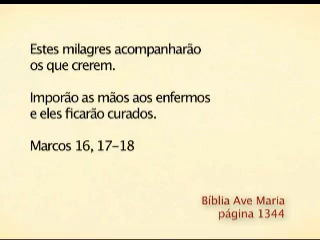 Estes milagres acompanharão
os que crerem.
Imporão as mãos aos enfermos
e eles ficarão curados.
Marcos 16, 17-18
Bíblia Ave Maria
página 1344